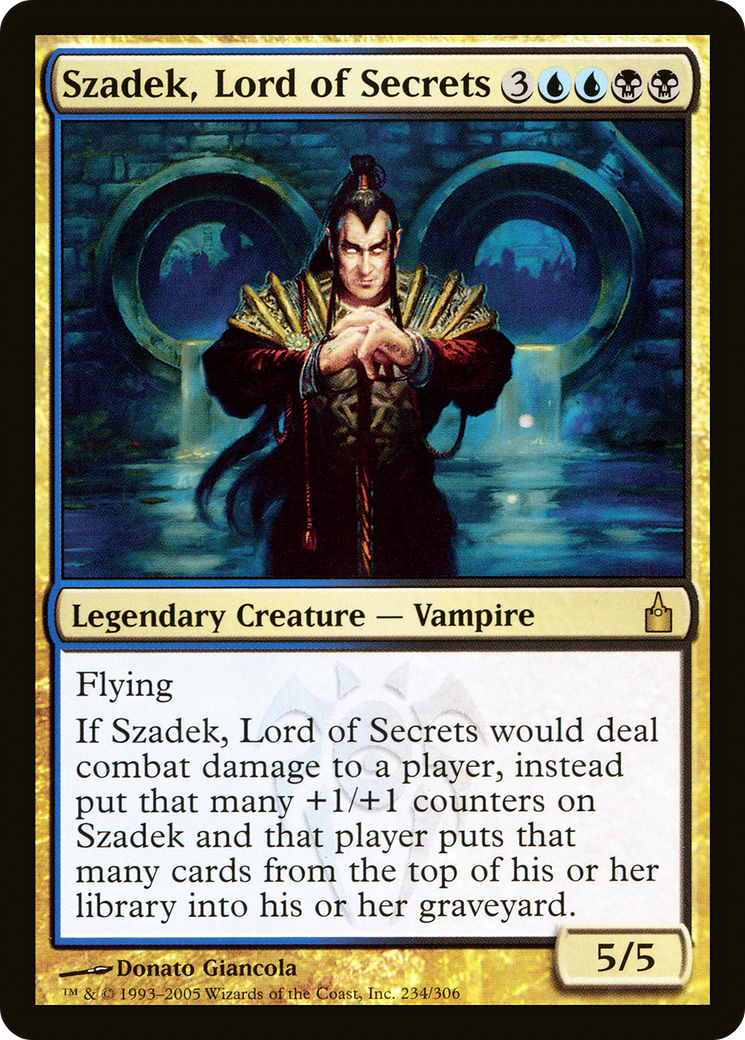 Szadek, Lord of Secrets 3
Legendary Creature — Vampire
Flying
If Szadek, Lord of Secrets would deal
combat damage to a player, instead
put that many +1/+1 counters on
Szadek and that player puts that
many cards from the top of his or her
library into his or her graveyard.
5/5
Donato Giancola
™ & © 1993–2005 Wizards of the Coast, Inc. 234/306